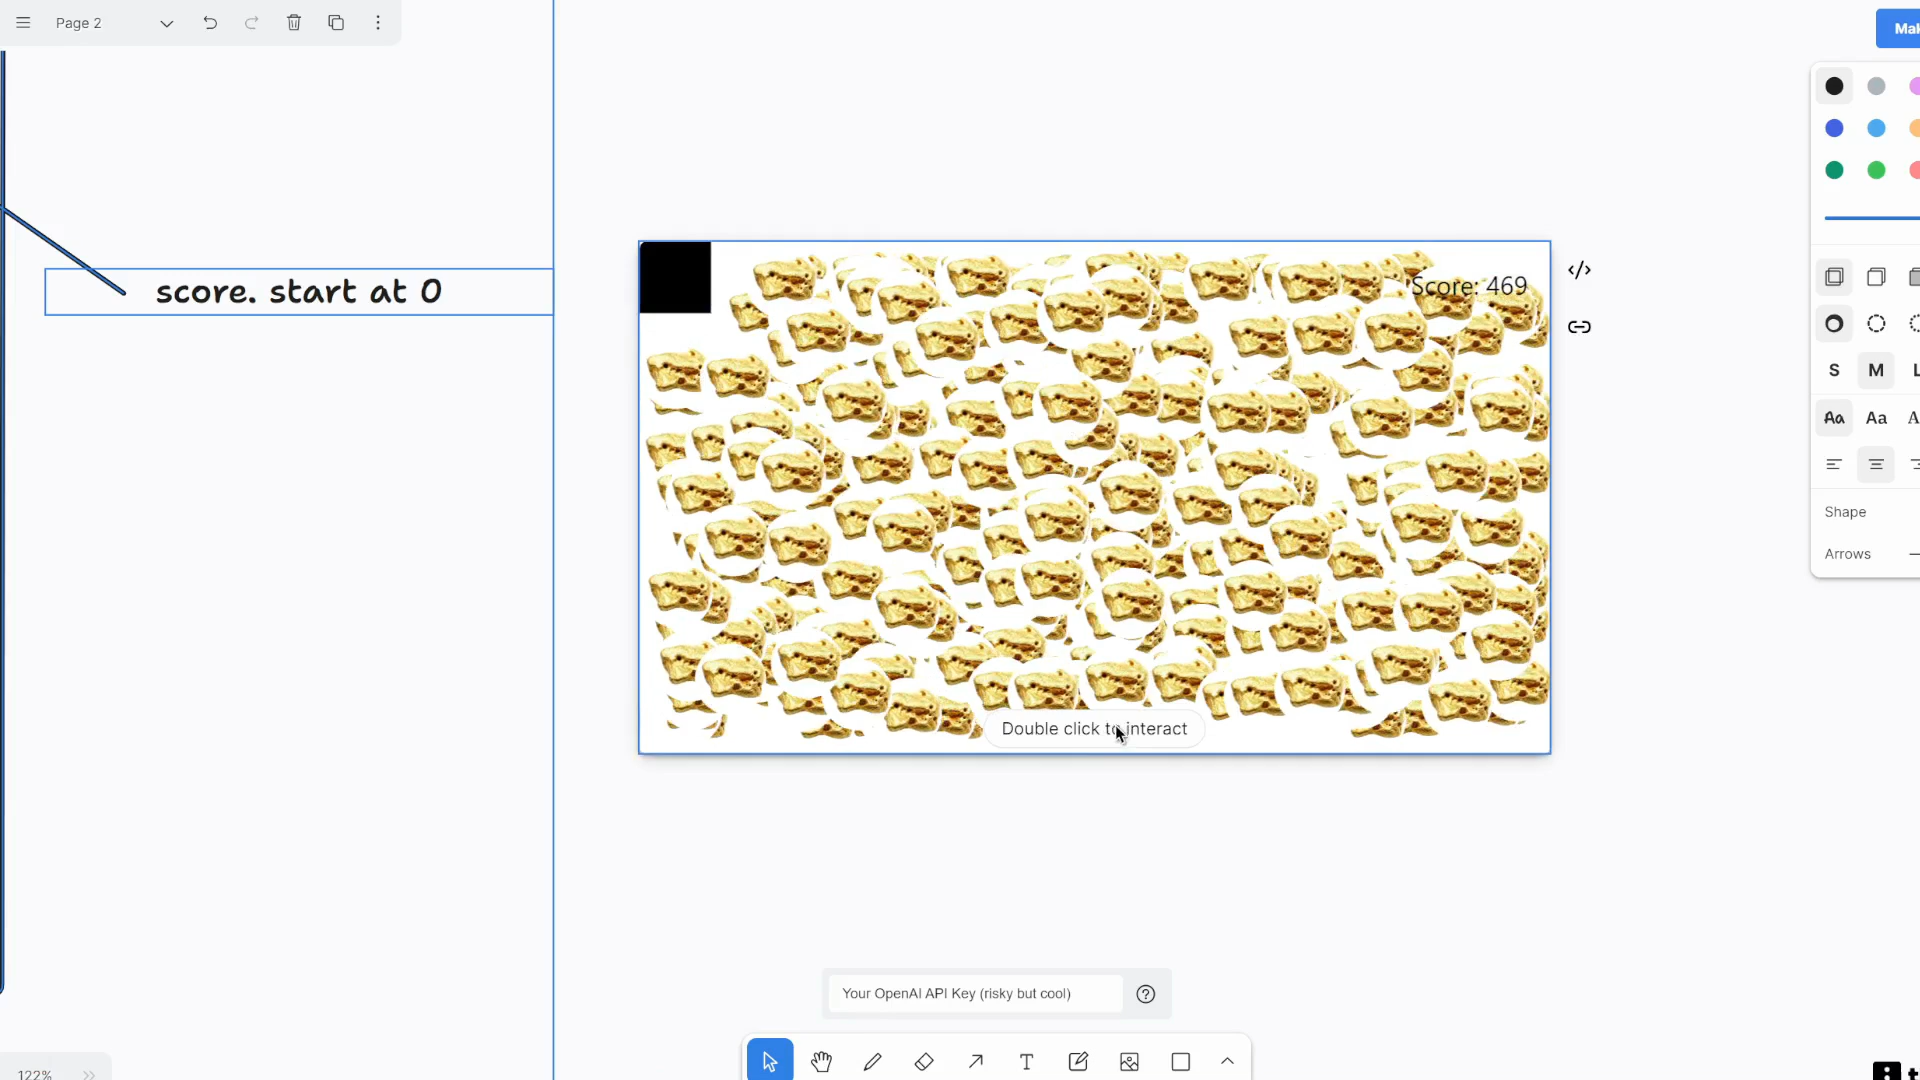 Page 2
Mak
score. start at 0
Score: 469
</>
S M L
Aa Aa A
Shape
Arrows
Double click to interact
Your OpenAI API Key (risky but cool)
T
122%
t